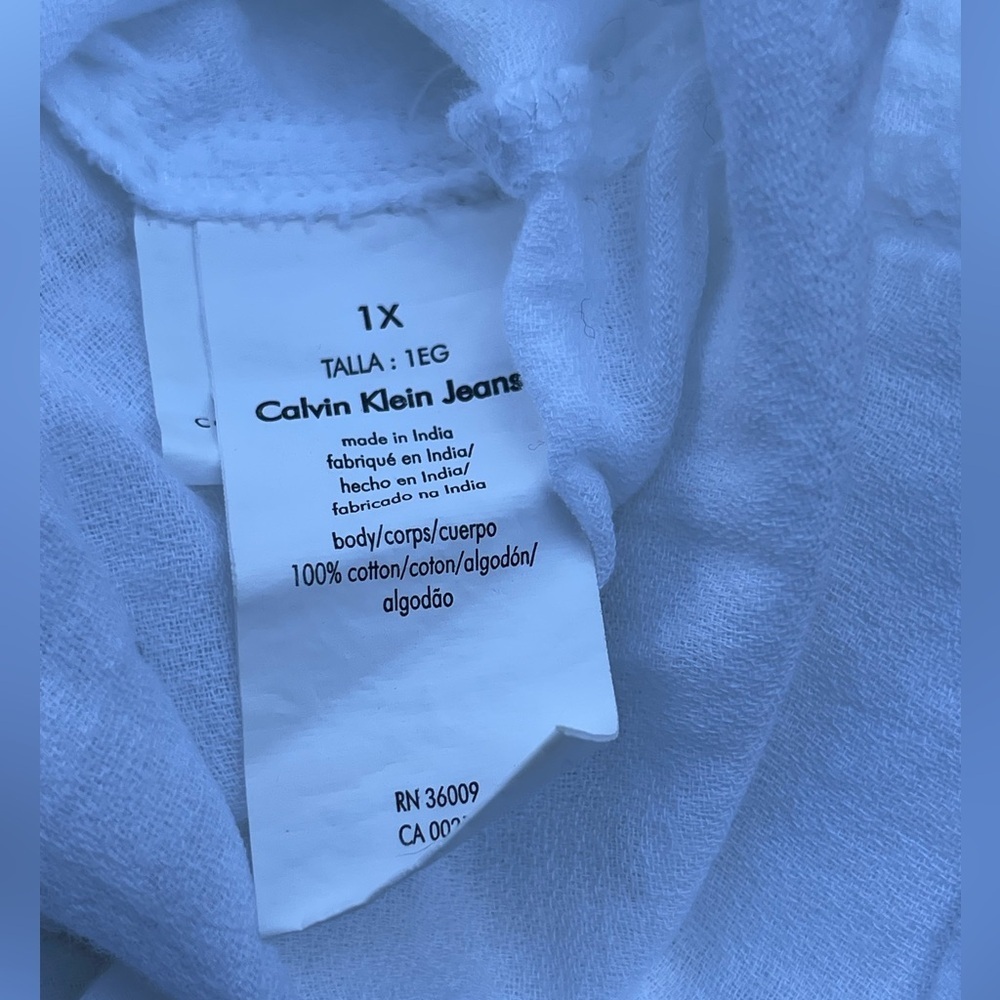 1X
TALLA : 1EG
Calvin Klein Jeans
made in India
fabriqué en India/
hecho en India/
fabricado na India
body/corps/cuerpo
100% cotton/coton/algodón/
algodão
RN 36009
CA